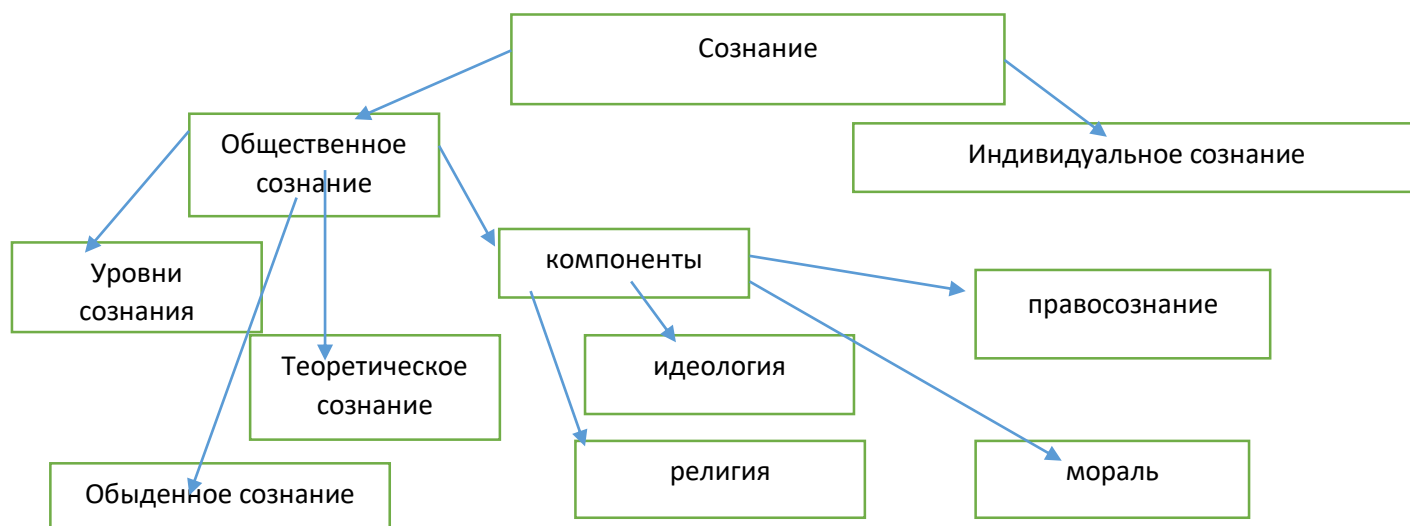 Сознание
Общественное
сознание
Индивидуальное сознание
Уровни
сознания
компоненты
правосознание
Теоретическое
сознание
идеология
Обыденное сознание
религия
мораль